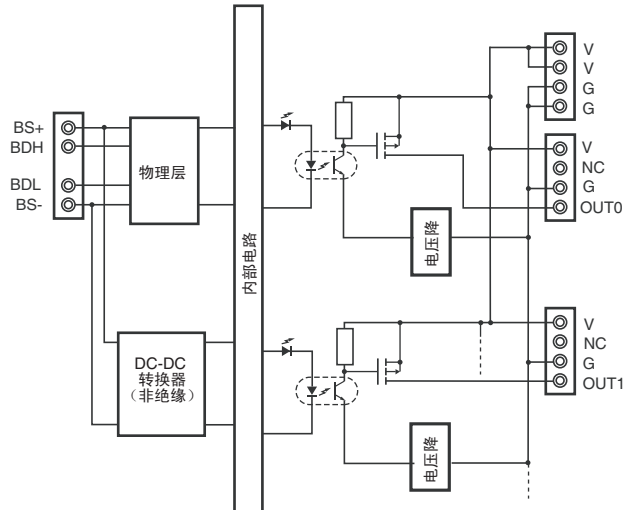 BS+
BDH
BDL
BS-
物理层
DC-DC
转换器
（非绝缘）
内部电路
电压降
电压降
V
V
G
G
V
NC
G
OUT0
V
NC
G
OUT1